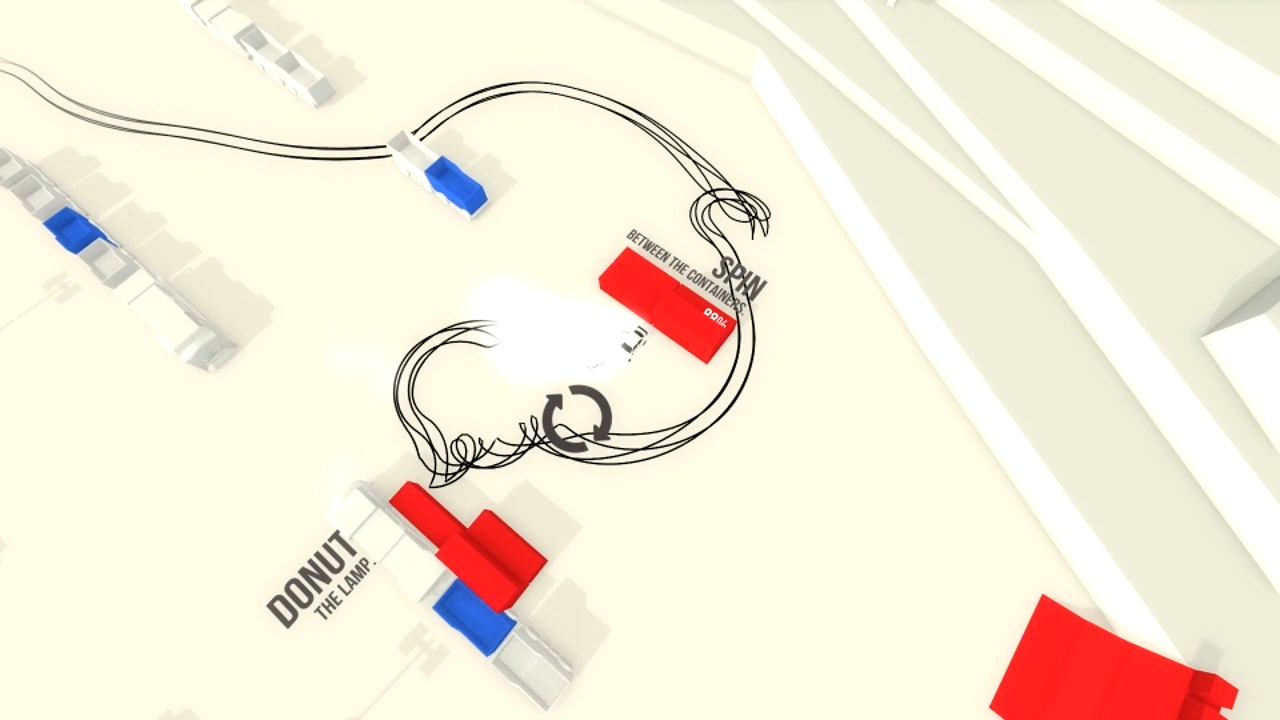 SPIN
BETWEEN THE CONTAINERS.
DONUT
THE LAMP.